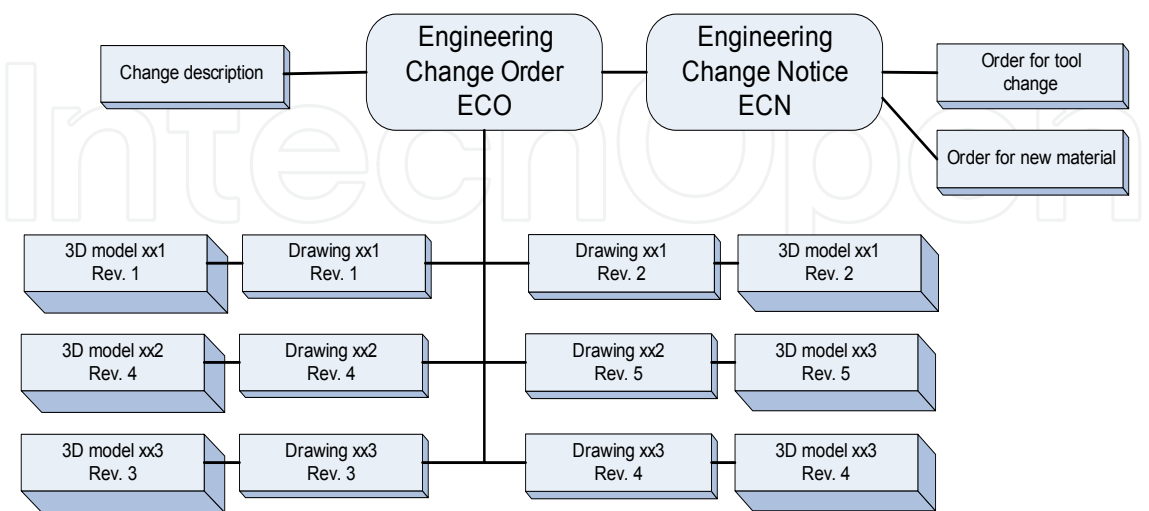 Engineering
Change Order
ECO
Engineering
Change Notice
ECN
Change description
Order for tool
change
Order for new material
IntechOpen
3D model xx1
Rev. 1
Drawing xx1
Rev. 1
Drawing xx1
Rev. 2
3D model xx1
Rev. 2
3D model xx2
Rev. 4
Drawing xx2
Rev. 4
Drawing xx2
Rev. 5
3D model xx3
Rev. 5
3D model xx3
Rev. 3
Drawing xx3
Rev. 3
Drawing xx3
Rev. 4
3D model xx3
Rev. 4